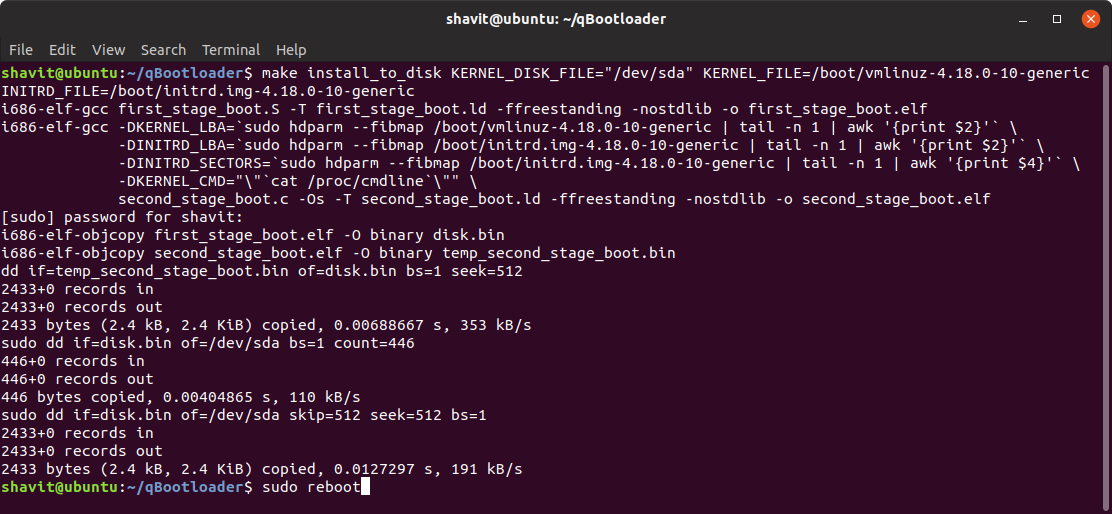 shavit@ubuntu: ~/qBootloader
File Edit View Search Terminal Help
shavit@ubuntu:~/qBootloader$ make install_to_disk KERNEL_DISK_FILE="/dev/sda" KERNEL_FILE=/boot/vmlinuz-4.18.0-10-generic
INITRD_FILE=/boot/initrd.img-4.18.0-10-generic
i686-elf-gcc first_stage_boot.S -T first_stage_boot.ld -ffreestanding -nostdlib -o first_stage_boot.elf
i686-elf-gcc -DKERNEL_LBA=`sudo hdparm --fibmap /boot/vmlinuz-4.18.0-10-generic | tail -n 1 | awk '{print $2}'` \
-DINITRD_LBA=`sudo hdparm --fibmap /boot/initrd.img-4.18.0-10-generic | tail -n 1 | awk '{print $2}'` \
-DINITRD_SECTORS=`sudo hdparm --fibmap /boot/initrd.img-4.18.0-10-generic | tail -n 1 | awk '{print $4}'` \
-DKERNEL_CMD="\"`cat /proc/cmdline`\"" \
second_stage_boot.c -Os -T second_stage_boot.ld -ffreestanding -nostdlib -o second_stage_boot.elf
[sudo] password for shavit:
i686-elf-objcopy first_stage_boot.elf -O binary disk.bin
i686-elf-objcopy second_stage_boot.elf -O binary temp_second_stage_boot.bin
dd if=temp_second_stage_boot.bin of=disk.bin bs=1 seek=512
2433+0 records in
2433+0 records out
2433 bytes (2.4 kB, 2.4 KiB) copied, 0.00688667 s, 353 kB/s
sudo dd if=disk.bin of=/dev/sda bs=1 count=446
446+0 records in
446+0 records out
446 bytes copied, 0.00404865 s, 110 kB/s
sudo dd if=disk.bin of=/dev/sda skip=512 seek=512 bs=1
2433+0 records in
2433+0 records out
2433 bytes (2.4 kB, 2.4 KiB) copied, 0.0127297 s, 191 kB/s
shavit@ubuntu:~/qBootloader$ sudo reboot